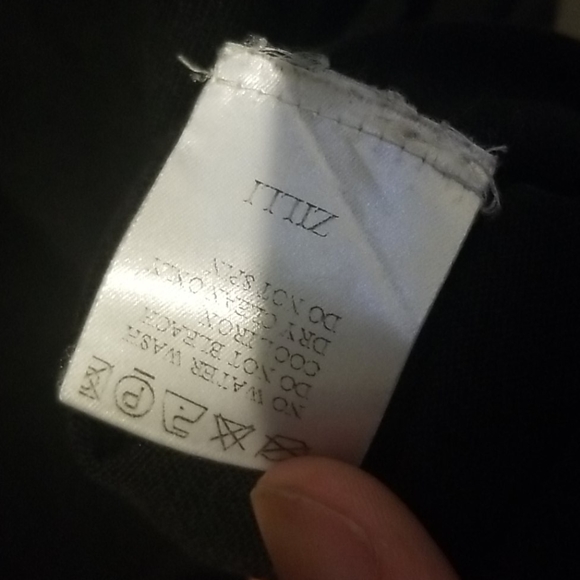 ZILLI
NO WATER WASH
DO NOT BLEACH
COOL IRON
DRY CLEAN ONLY
DO NOT SPIN
P